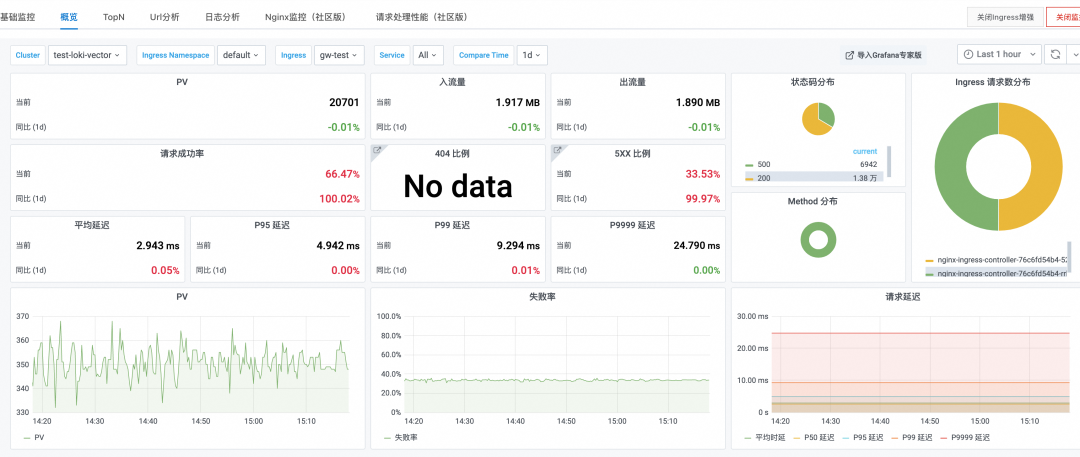 基础监控 概览 TopN Url分析 日志分析 Nginx监控（社区版） 请求处理性能（社区版） 关闭Ingress增强 关闭监
Cluster test-loki-vector Ingress Namespace default Ingress gw-test Service All Compare Time 1d 导入Grafana专家版 Last 1 hour
PV
当前 20701
同比 (1d) -0.01%
入流量
当前 1.917 MB
同比 (1d) -0.01%
出流量
当前 1.890 MB
同比 (1d) -0.01%
状态码分布
current
500 6942
200 1.38 万
Ingress 请求数分布
nginx-ingress-controller-76c6fd54b4-5
nginx-ingress-controller-76c6fd54b4-m
请求成功率
当前 66.47%
同比 (1d) 100.02%
404 比例
No data
5XX 比例
当前 33.53%
同比 (1d) 99.97%
Method 分布
平均延迟
当前 2.943 ms
同比 (1d) 0.05%
P95 延迟
当前 4.942 ms
同比 (1d) 0.00%
P99 延迟
当前 9.294 ms
同比 (1d) 0.01%
P9999 延迟
当前 24.790 ms
同比 (1d) 0.00%
PV
370
360
350
340
330
14:20 14:30 14:40 14:50 15:00 15:10
PV
失败率
100.0%
80.0%
60.0%
40.0%
20.0%
0%
14:20 14:30 14:40 14:50 15:00 15:10
失败率
请求延迟
30.00 ms
20.00 ms
10.00 ms
0 s
14:20 14:30 14:40 14:50 15:00 15:10
平均时延 P50 延迟 P95 延迟 P99 延迟 P9999 延迟